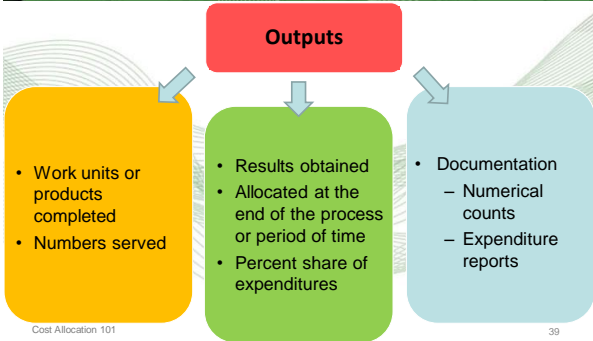 Outputs
• Work units or
products
completed
• Numbers served
• Results obtained
• Allocated at the
end of the process
or period of time
• Percent share of
expenditures
• Documentation
– Numerical
counts
– Expenditure
reports
Cost Allocation 101
39